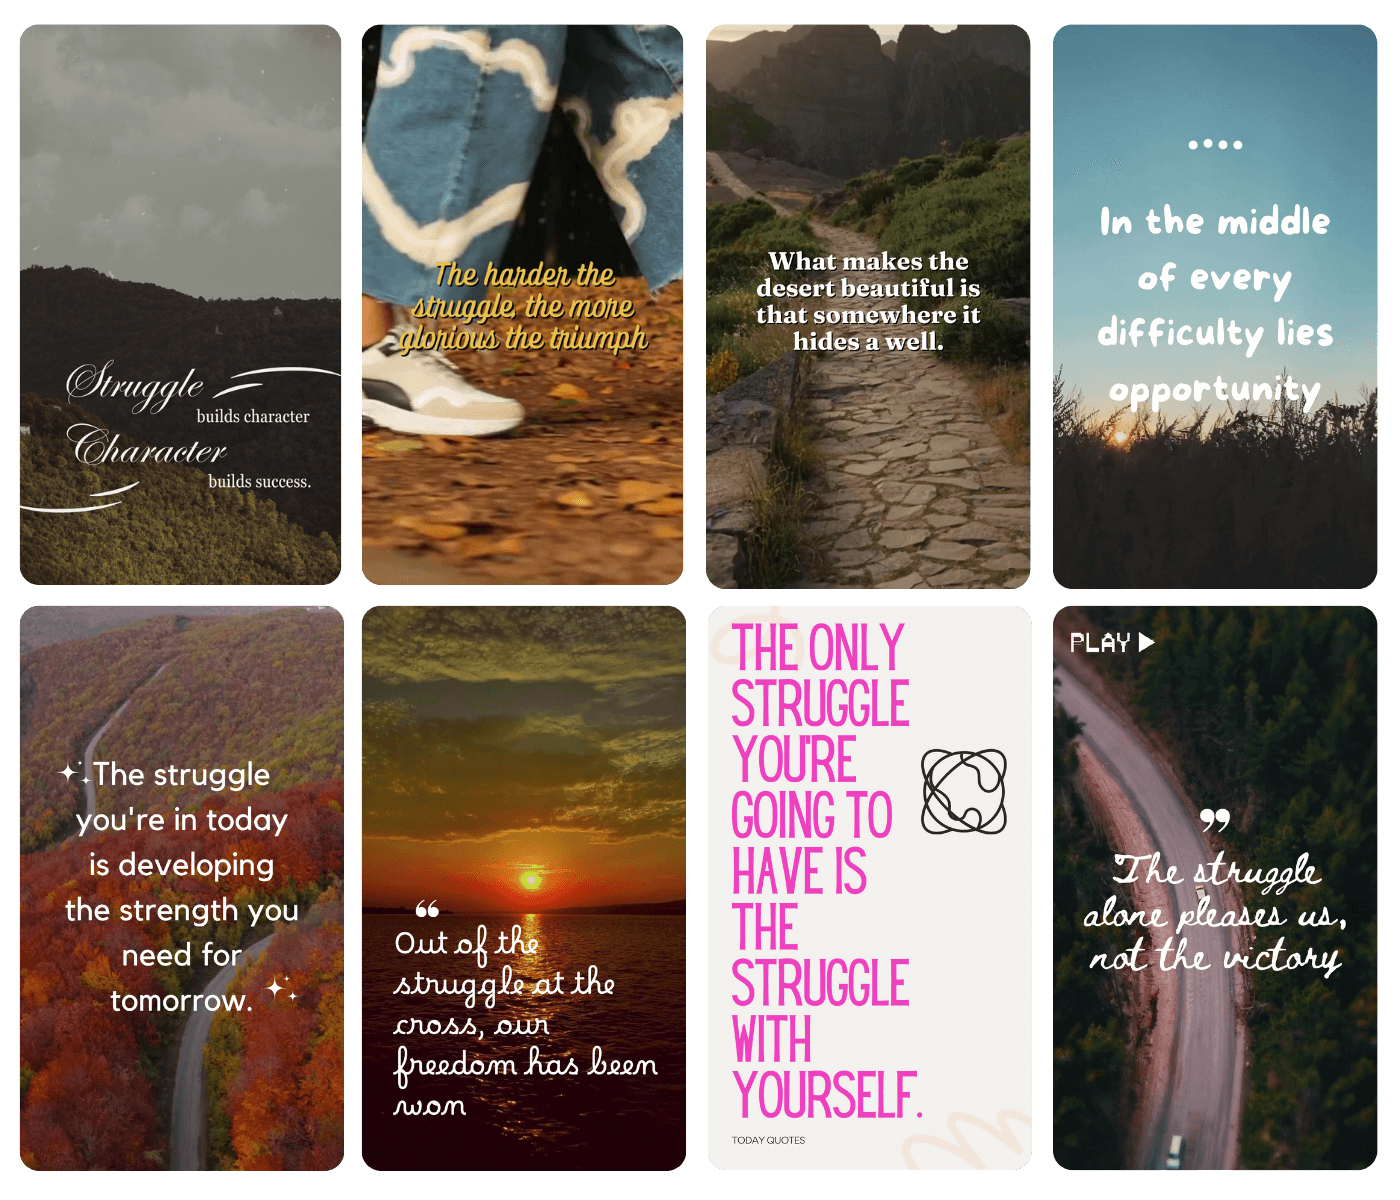 Struggle
builds character
Character
builds success.
The harder the
struggle, the more
glorious the triumph
What makes the
desert beautiful is
that somewhere it
hides a well.
In the middle
of every
difficulty lies
opportunity
The struggle
you're in today
is developing
the strength you
need for
tomorrow.
“
Out of the
struggle at the
cross, our
freedom has been
won
THE ONLY
STRUGGLE
YOU'RE
GOING TO
HAVE IS
THE
STRUGGLE
WITH
YOURSELF.
TODAY QUOTES
PLAY
”
The struggle
alone pleases us,
not the victory